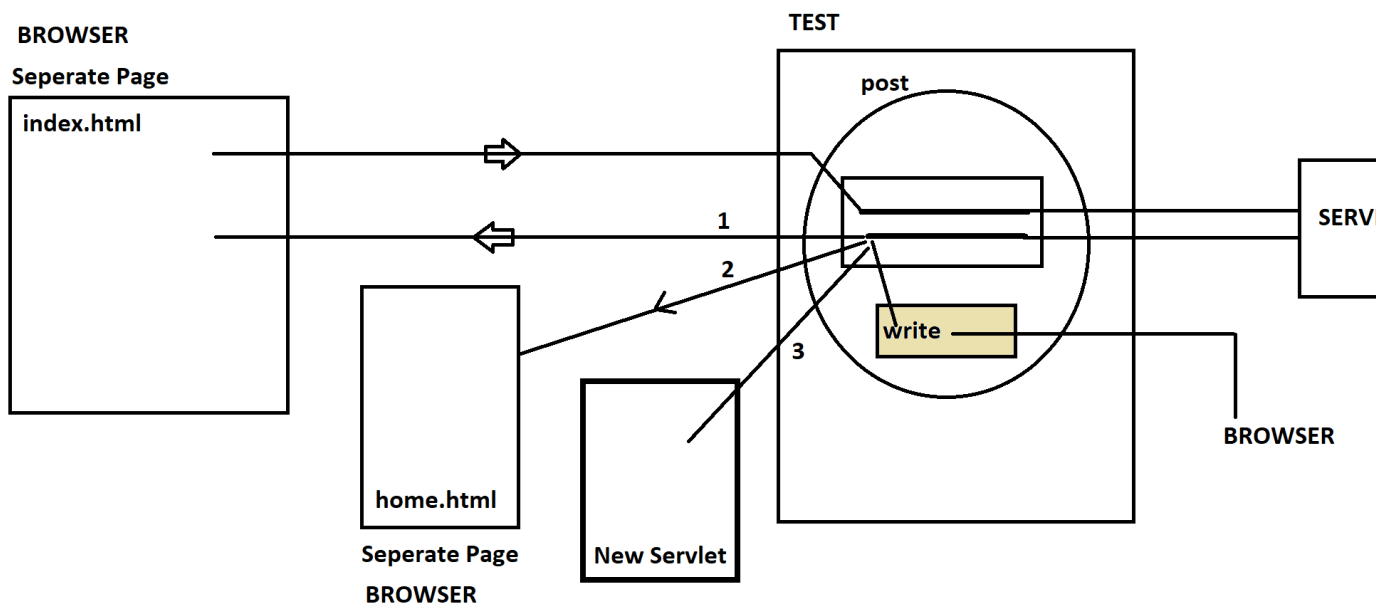 BROWSER
Seperate Page
index.html
TEST
post
1
2
3
write
SERV
BROWSER
home.html
Seperate Page
BROWSER
New Servlet